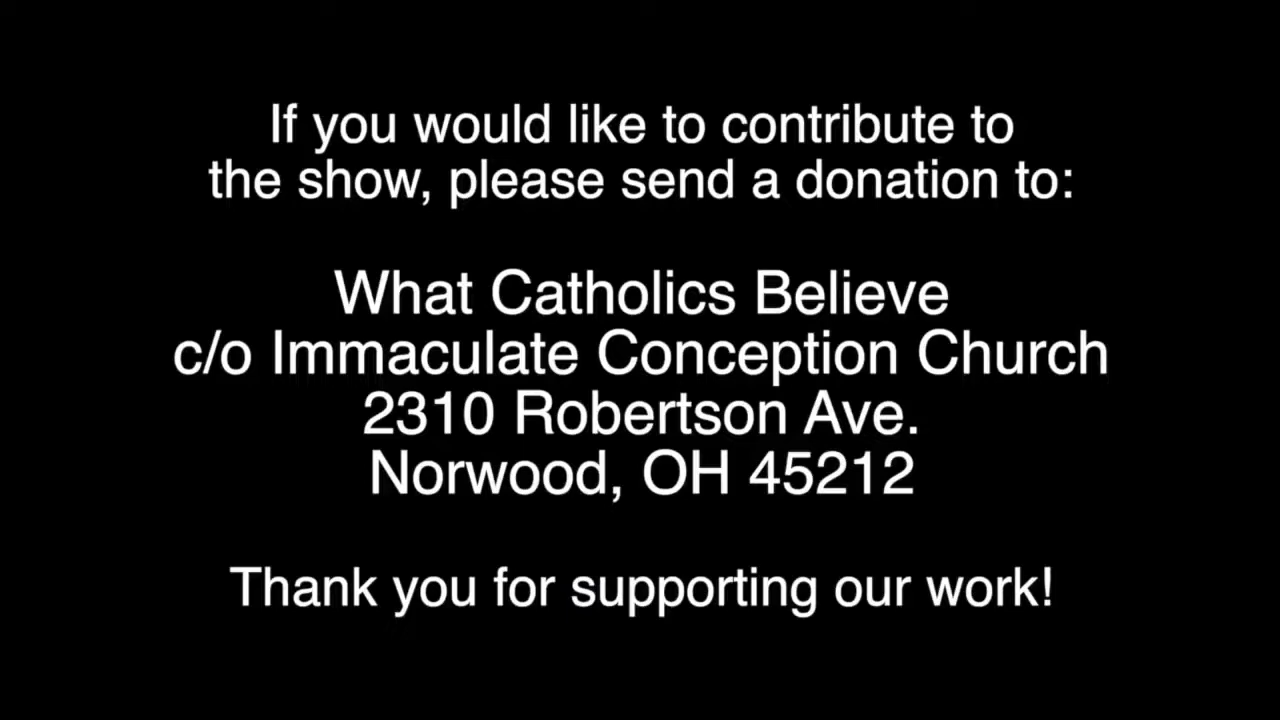 If you would like to contribute to
the show, please send a donation to:
What Catholics Believe
c/o Immaculate Conception Church
2310 Robertson Ave.
Norwood, OH 45212
Thank you for supporting our work!